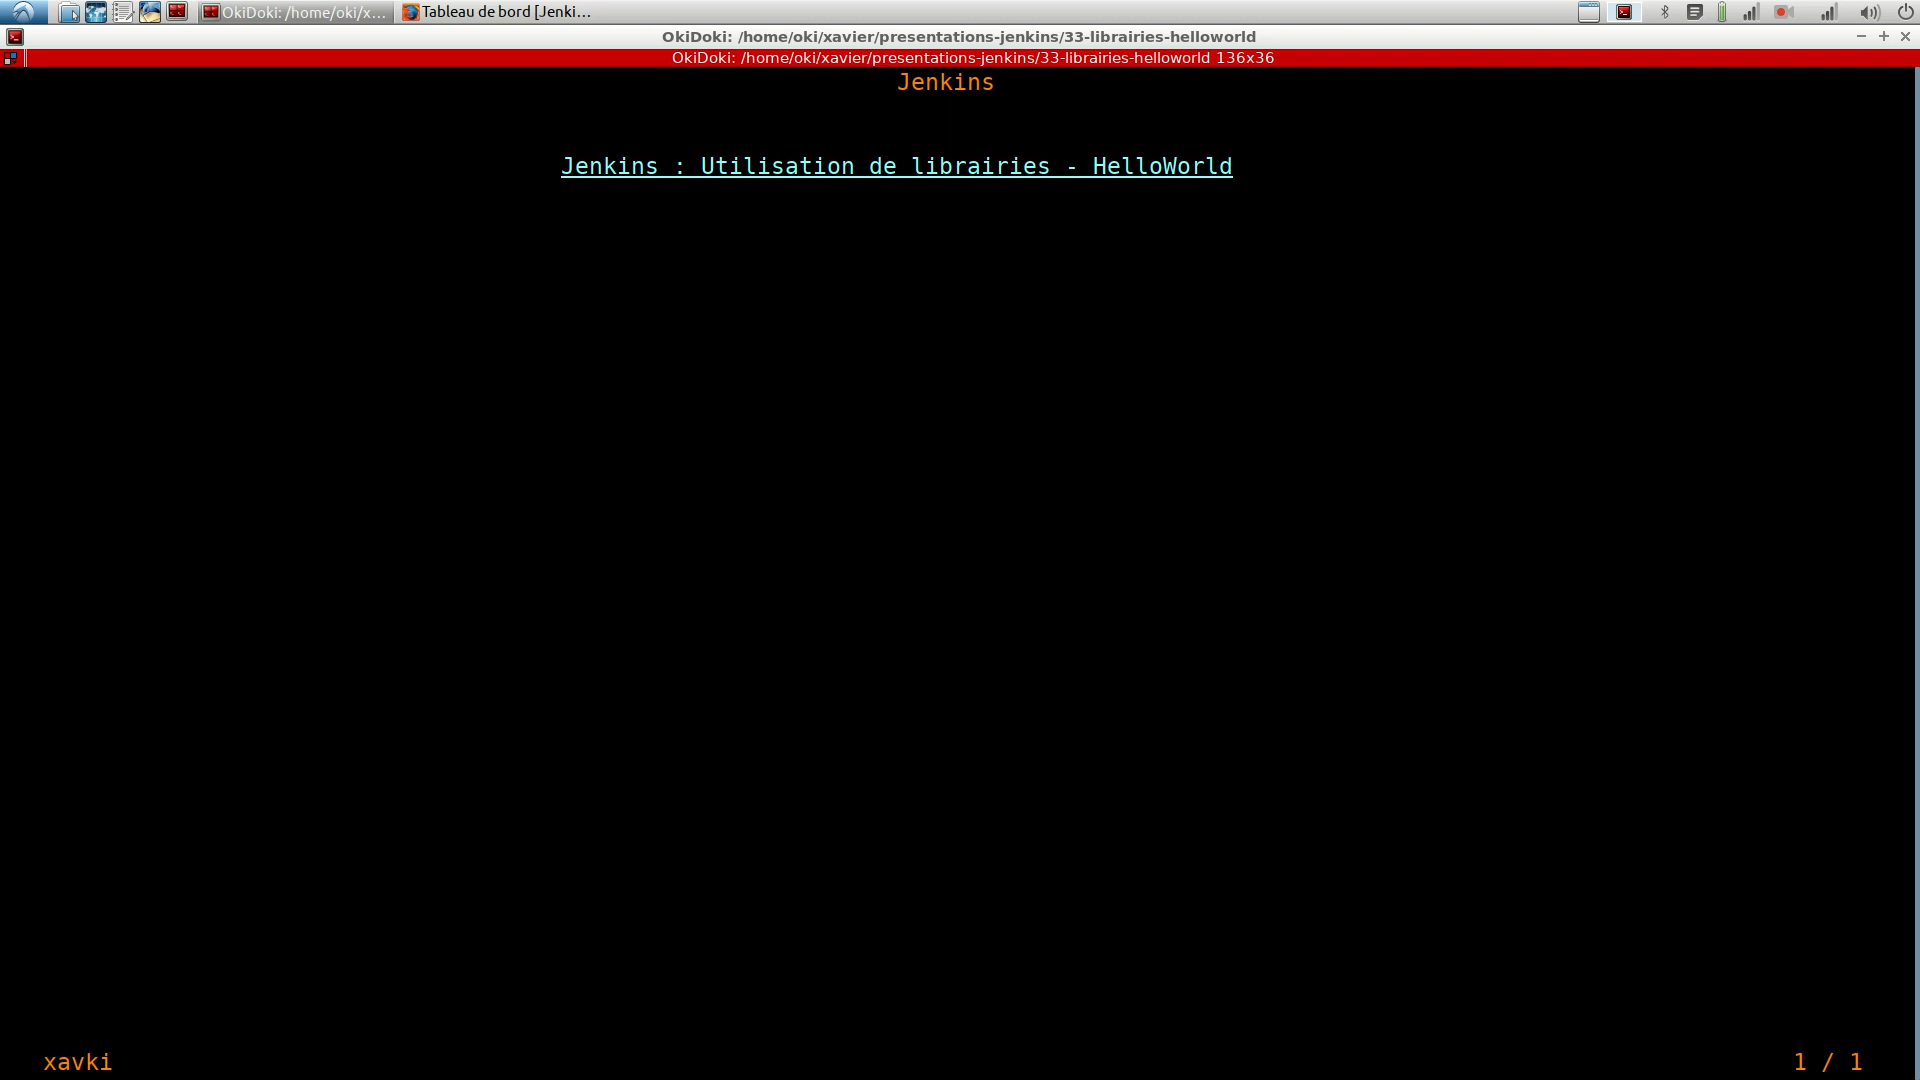 OkiDoki: /home/oki/x...
Tableau de bord [Jenki...
OkiDoki: /home/oki/xavier/presentations-jenkins/33-librairies-helloworld
OkiDoki: /home/oki/xavier/presentations-jenkins/33-librairies-helloworld 136x36
Jenkins
Jenkins : Utilisation de librairies - HelloWorld
xavki
1 / 1